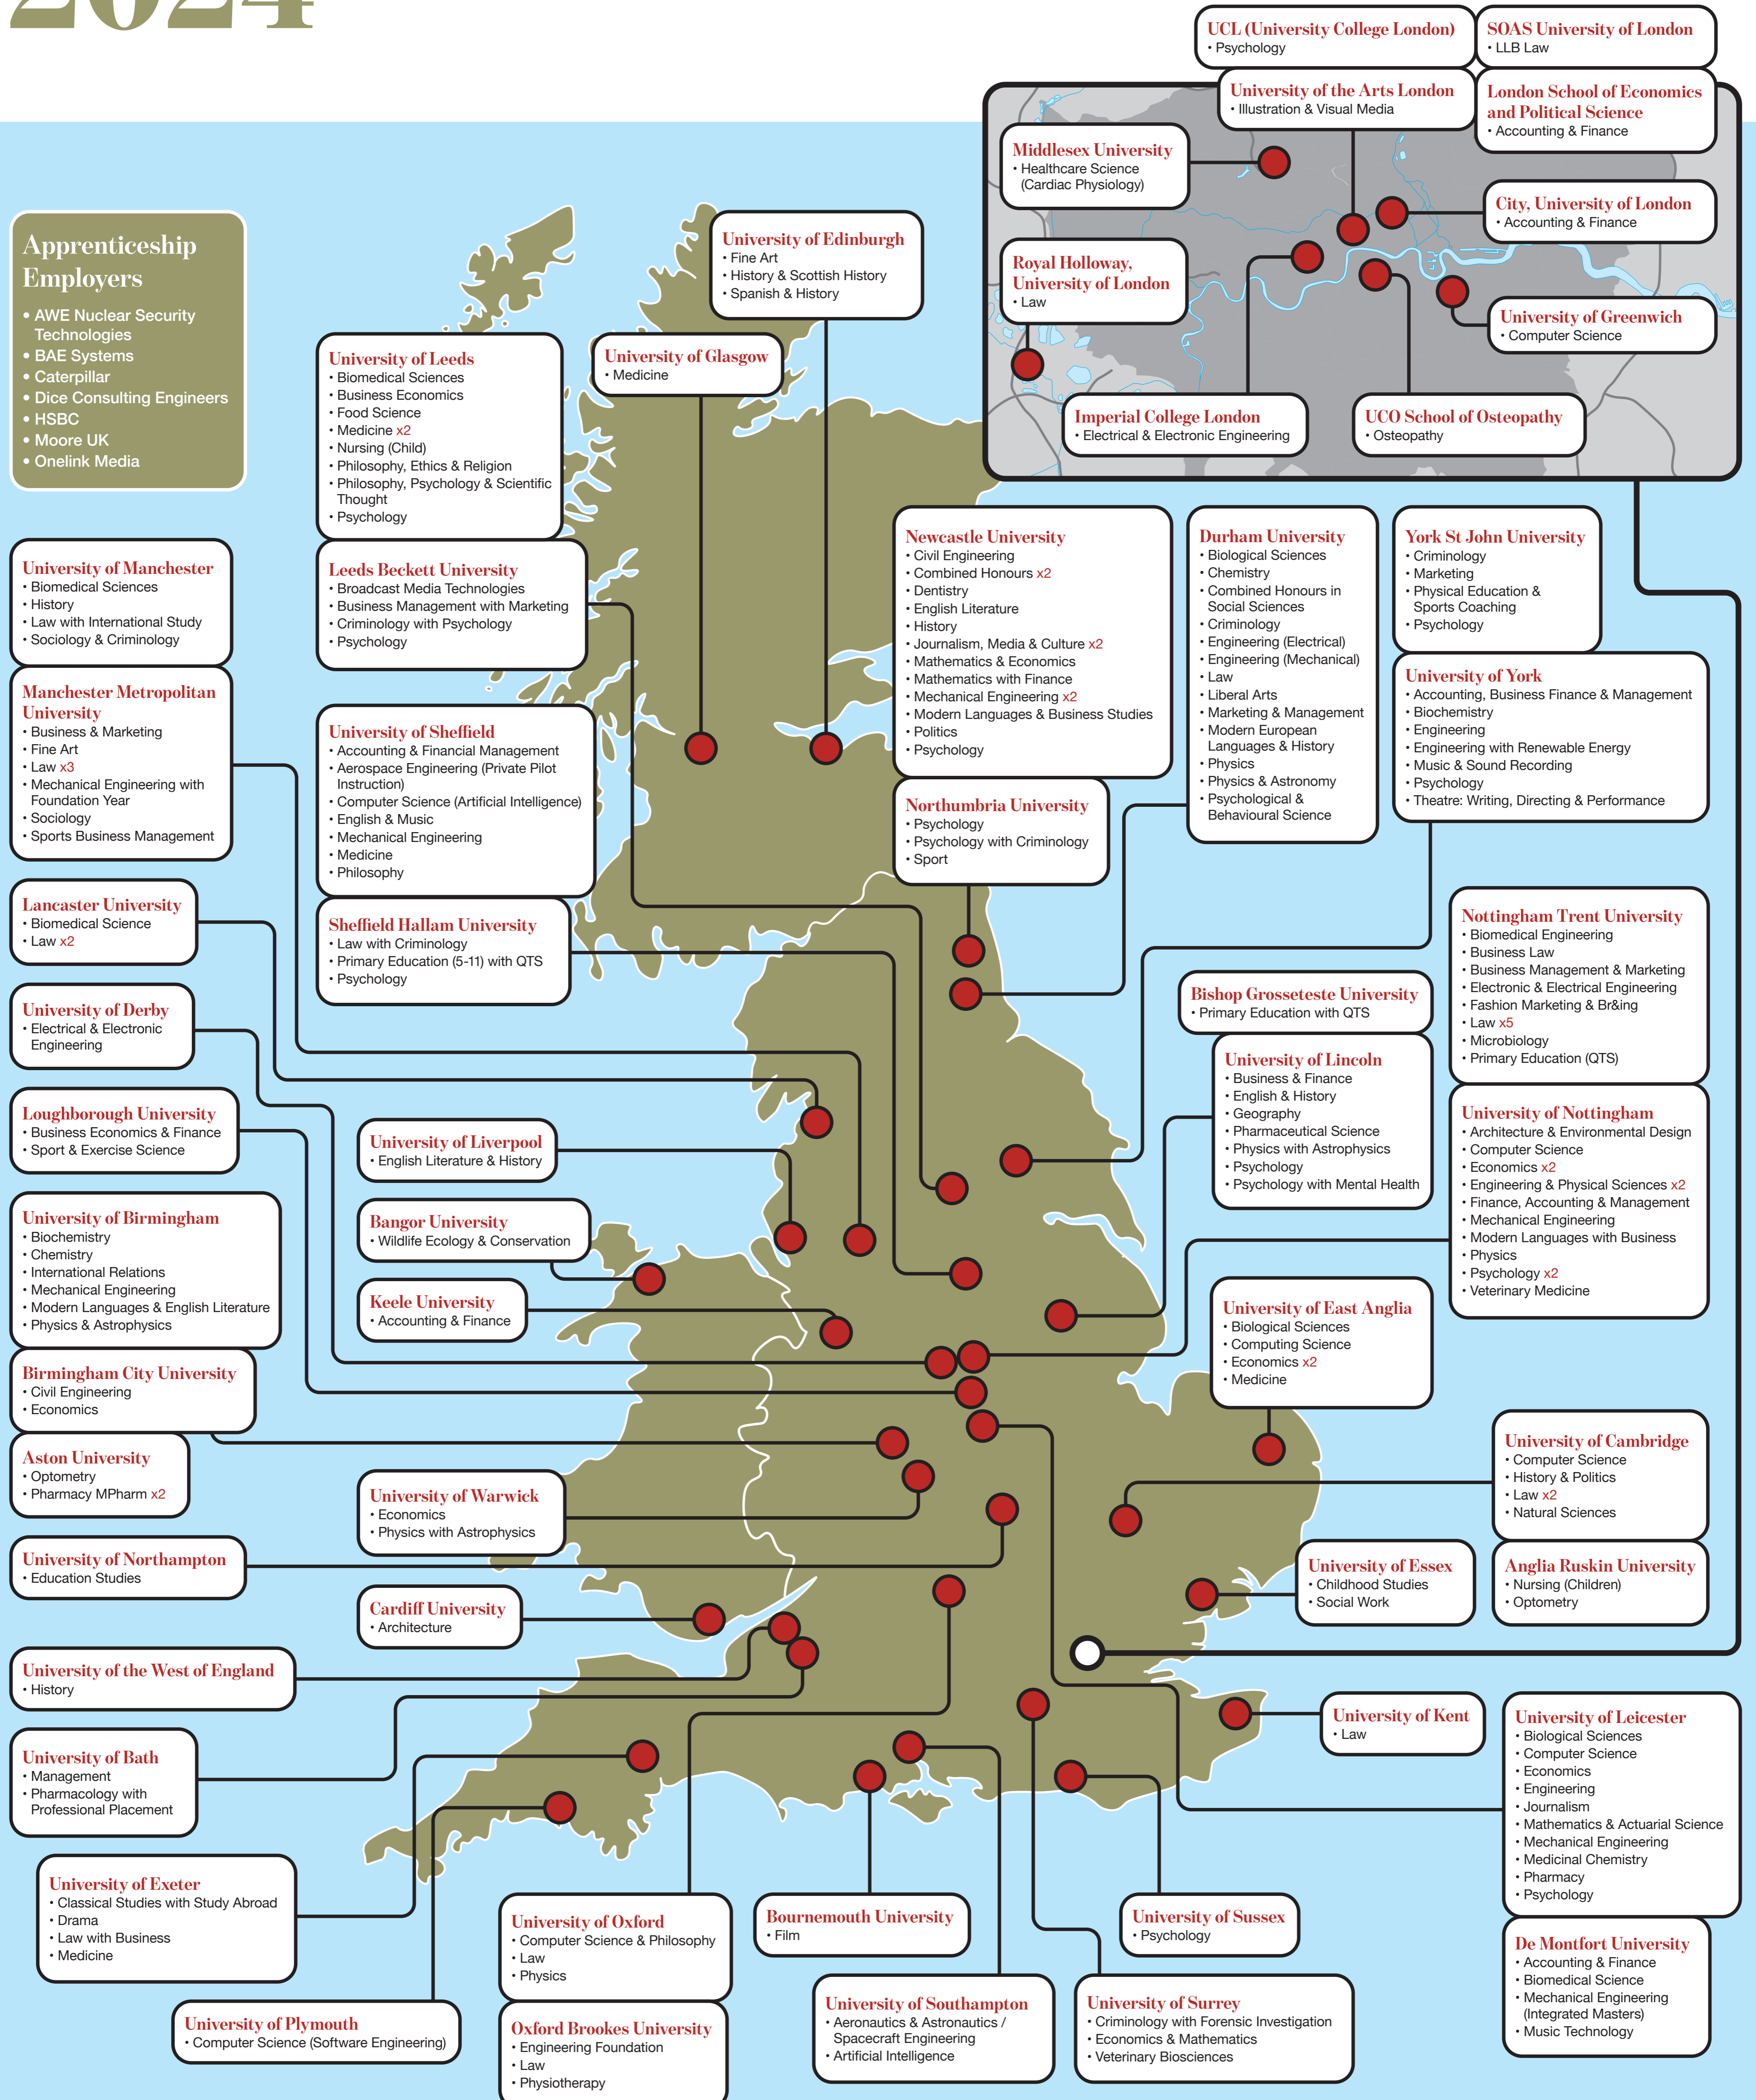 2024
UCL (University College London)
• Psychology
SOAS University of London
• LLB Law
University of the Arts London
• Illustration & Visual Media
London School of Economics
and Political Science
• Accounting & Finance
Middlesex University
• Healthcare Science
(Cardiac Physiology)
City, University of London
• Accounting & Finance
Royal Holloway,
University of London
• Law
University of Greenwich
• Computer Science
Imperial College London
• Electrical & Electronic Engineering
UCO School of Osteopathy
• Osteopathy
Apprenticeship
Employers
• AWE Nuclear Security
Technologies
• BAE Systems
• Caterpillar
• Dice Consulting Engineers
• HSBC
• Moore UK
• Onelink Media
University of Edinburgh
• Fine Art
• History & Scottish History
• Spanish & History
University of Glasgow
• Medicine
University of Leeds
• Biomedical Sciences
• Business Economics
• Food Science
• Medicine x2
• Nursing (Child)
• Philosophy, Ethics & Religion
• Philosophy, Psychology & Scientific
Thought
• Psychology
Leeds Beckett University
• Broadcast Media Technologies
• Business Management with Marketing
• Criminology with Psychology
• Psychology
University of Manchester
• Biomedical Sciences
• History
• Law with International Study
• Sociology & Criminology
Manchester Metropolitan
University
• Business & Marketing
• Fine Art
• Law x3
• Mechanical Engineering with
Foundation Year
• Sociology
• Sports Business Management
University of Sheffield
• Accounting & Financial Management
• Aerospace Engineering (Private Pilot
Instruction)
• Computer Science (Artificial Intelligence)
• English & Music
• Mechanical Engineering
• Medicine
• Philosophy
Sheffield Hallam University
• Law with Criminology
• Primary Education (5-11) with QTS
• Psychology
Newcastle University
• Civil Engineering
• Combined Honours x2
• Dentistry
• English Literature
• History
• Journalism, Media & Culture x2
• Mathematics & Economics
• Mathematics with Finance
• Mechanical Engineering x2
• Modern Languages & Business Studies
• Politics
• Psychology
Northumbria University
• Psychology
• Psychology with Criminology
• Sport
Durham University
• Biological Sciences
• Chemistry
• Combined Honours in
Social Sciences
• Criminology
• Engineering (Electrical)
• Engineering (Mechanical)
• Law
• Liberal Arts
• Marketing & Management
• Modern European
Languages & History
• Physics
• Physics & Astronomy
• Psychological &
Behavioural Science
York St John University
• Criminology
• Marketing
• Physical Education &
Sports Coaching
• Psychology
University of York
• Accounting, Business Finance & Management
• Biochemistry
• Engineering
• Engineering with Renewable Energy
• Music & Sound Recording
• Psychology
• Theatre: Writing, Directing & Performance
Lancaster University
• Biomedical Science
• Law x2
University of Derby
• Electrical & Electronic
Engineering
Loughborough University
• Business Economics & Finance
• Sport & Exercise Science
University of Birmingham
• Biochemistry
• Chemistry
• International Relations
• Mechanical Engineering
• Modern Languages & English Literature
• Physics & Astrophysics
Birmingham City University
• Civil Engineering
• Economics
Aston University
• Optometry
• Pharmacy MPharm x2
University of Northampton
• Education Studies
University of Liverpool
• English Literature & History
Bangor University
• Wildlife Ecology & Conservation
Keele University
• Accounting & Finance
University of Warwick
• Economics
• Physics with Astrophysics
Cardiff University
• Architecture
Bishop Grosseteste University
• Primary Education with QTS
University of Lincoln
• Business & Finance
• English & History
• Geography
• Pharmaceutical Science
• Physics with Astrophysics
• Psychology
• Psychology with Mental Health
Nottingham Trent University
• Biomedical Engineering
• Business Law
• Business Management & Marketing
• Electronic & Electrical Engineering
• Fashion Marketing & Br&ing
• Law x5
• Microbiology
• Primary Education (QTS)
University of Nottingham
• Architecture & Environmental Design
• Computer Science
• Economics x2
• Engineering & Physical Sciences x2
• Finance, Accounting & Management
• Mechanical Engineering
• Modern Languages with Business
• Physics
• Psychology x2
• Veterinary Medicine
University of East Anglia
• Biological Sciences
• Computing Science
• Economics x2
• Medicine
University of Cambridge
• Computer Science
• History & Politics
• Law x2
• Natural Sciences
Anglia Ruskin University
• Nursing (Children)
• Optometry
University of Essex
• Childhood Studies
• Social Work
University of the West of England
• History
University of Bath
• Management
• Pharmacology with
Professional Placement
University of Exeter
• Classical Studies with Study Abroad
• Drama
• Law with Business
• Medicine
University of Plymouth
• Computer Science (Software Engineering)
University of Oxford
• Computer Science & Philosophy
• Law
• Physics
Oxford Brookes University
• Engineering Foundation
• Law
• Physiotherapy
Bournemouth University
• Film
University of Southampton
• Aeronautics & Astronautics /
Spacecraft Engineering
• Artificial Intelligence
University of Sussex
• Psychology
University of Surrey
• Criminology with Forensic Investigation
• Economics & Mathematics
• Veterinary Biosciences
University of Kent
• Law
University of Leicester
• Biological Sciences
• Computer Science
• Economics
• Engineering
• Journalism
• Mathematics & Actuarial Science
• Mechanical Engineering
• Medicinal Chemistry
• Pharmacy
• Psychology
De Montfort University
• Accounting & Finance
• Biomedical Science
• Mechanical Engineering
(Integrated Masters)
• Music Technology